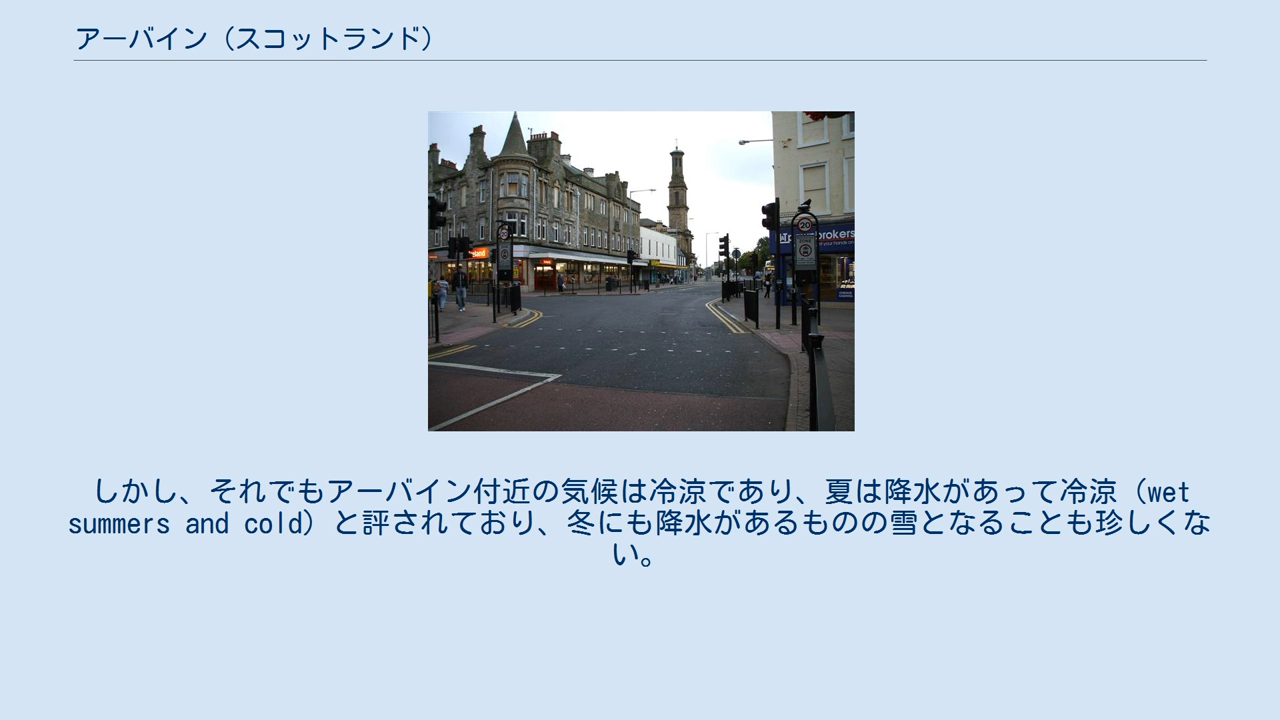 アーバイン（スコットランド）
brokers
20
20
しかし、それでもアーバイン付近の気候は冷涼であり、夏は降水があって冷涼（wet
summers and cold）と評されており、冬にも降水があるものの雪となることも珍しくな
い。